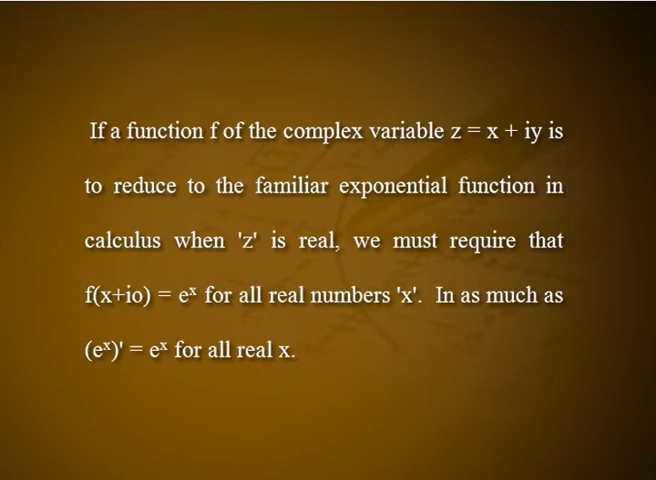 If a function f of the complex variable z = x + iy is
to reduce to the familiar exponential function in
calculus when 'z' is real, we must require that
f(x+io) = eˣ for all real numbers 'x'. In as much as
(eˣ)' = eˣ for all real x.